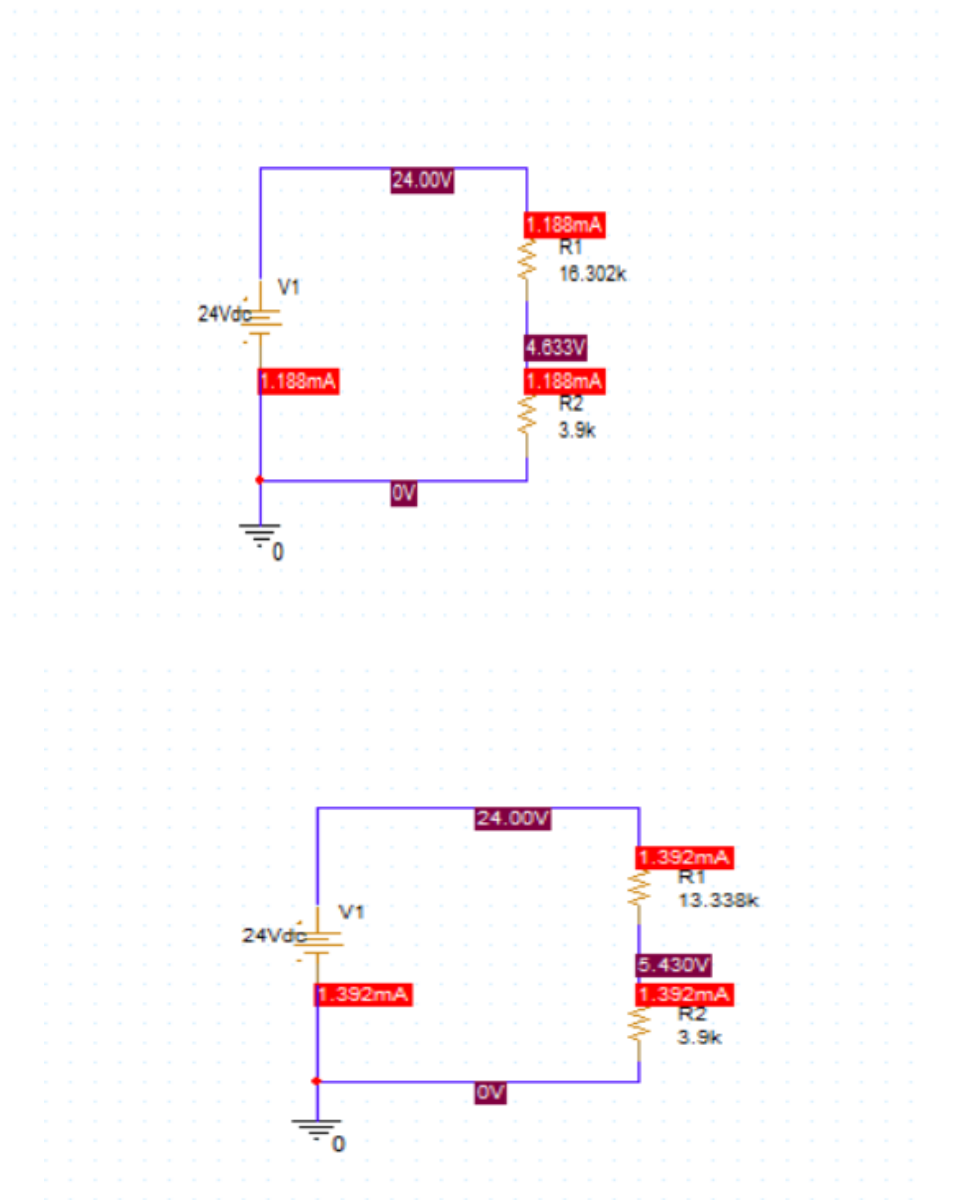 24.00V
1.188mA
R1
16.302k
V1
24Vdc
4.633V
1.188mA
1.188mA
R2
3.9k
0V
0
24.00V
1.392mA
R1
13.338k
V1
24Vdc
5.430V
1.392mA
1.392mA
R2
3.9k
0V
0